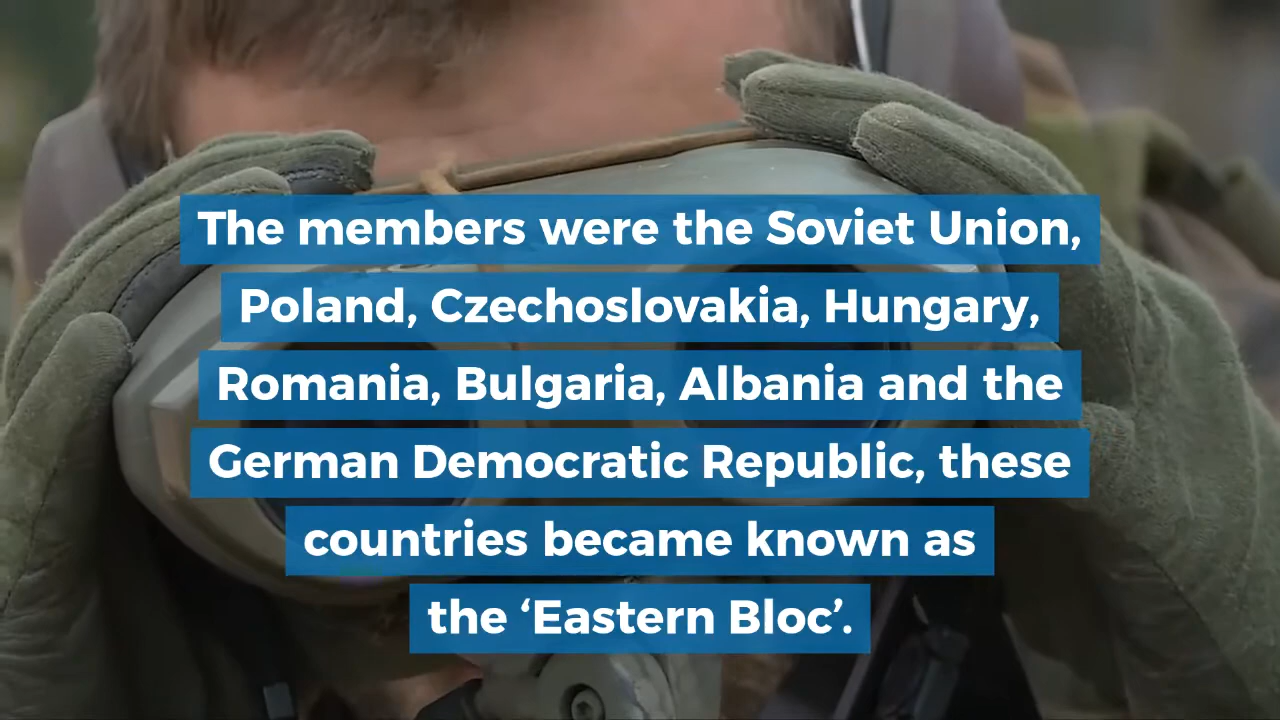 The members were the Soviet Union,
Poland, Czechoslovakia, Hungary,
Romania, Bulgaria, Albania and the
German Democratic Republic, these
countries became known as
the ‘Eastern Bloc’.